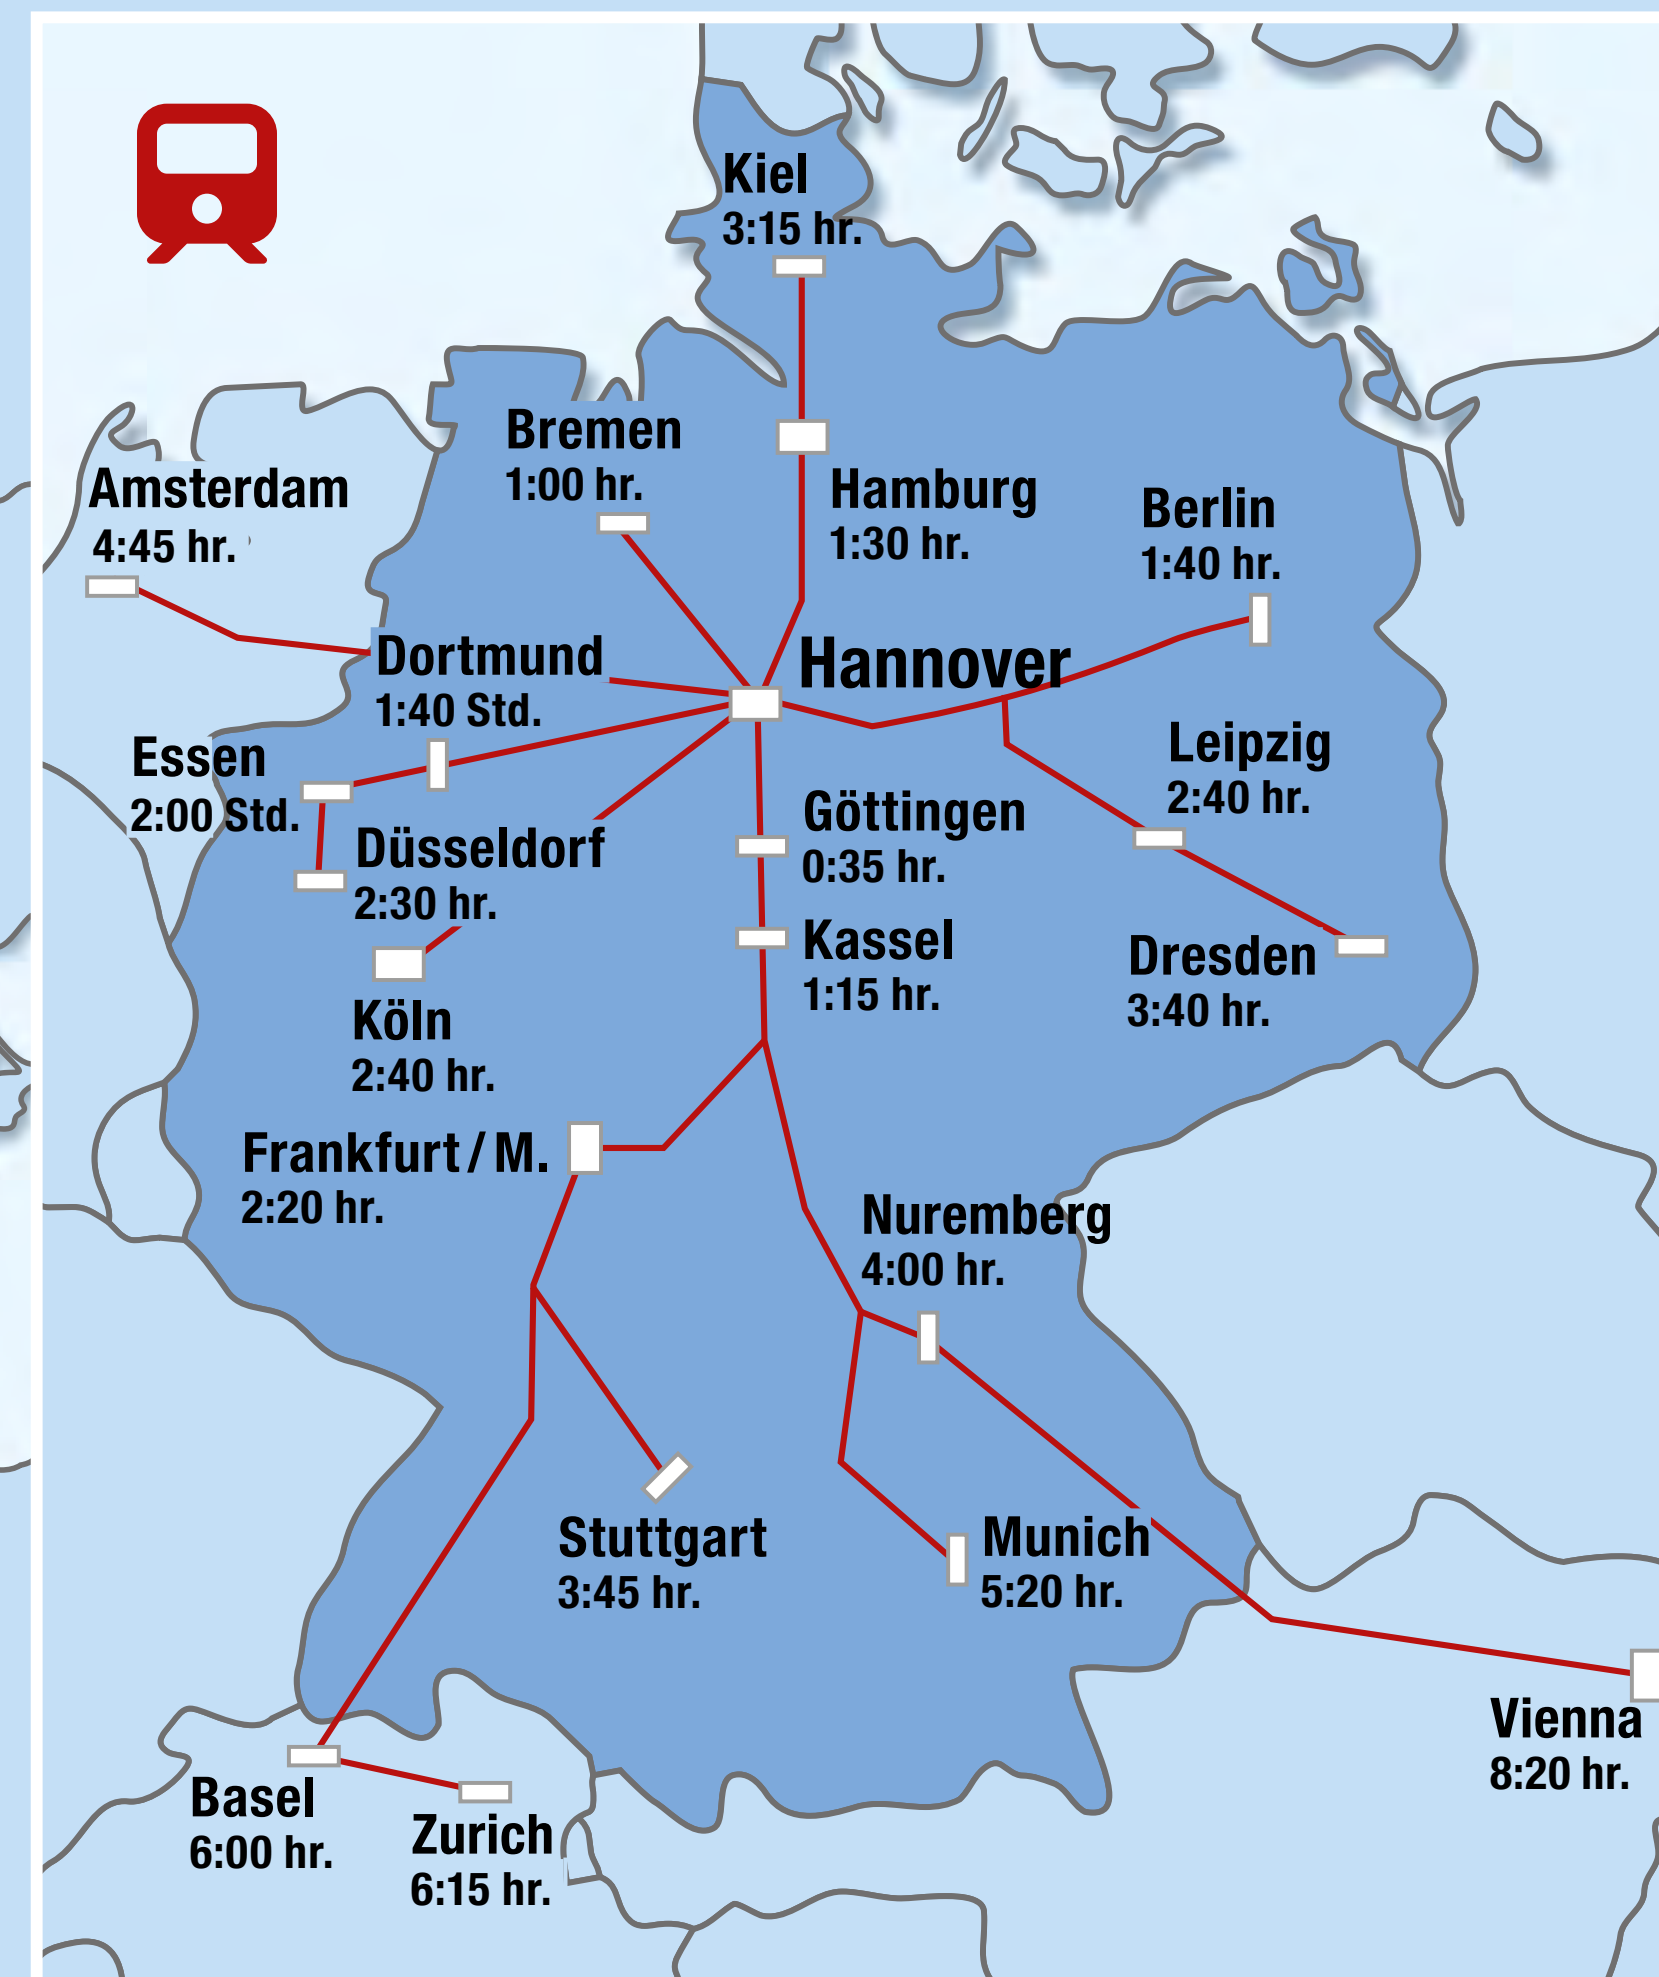 Kiel
3:15 hr.
Bremen
1:00 hr.
Hamburg
1:30 hr.
Amsterdam
4:45 hr.
Berlin
1:40 hr.
Dortmund
1:40 Std.
Hannover
Essen
2:00 Std.
Leipzig
2:40 hr.
Göttingen
0:35 hr.
Düsseldorf
2:30 hr.
Kassel
1:15 hr.
Dresden
3:40 hr.
Köln
2:40 hr.
Frankfurt / M.
2:20 hr.
Nuremberg
4:00 hr.
Stuttgart
3:45 hr.
Munich
5:20 hr.
Vienna
8:20 hr.
Basel
6:00 hr.
Zurich
6:15 hr.